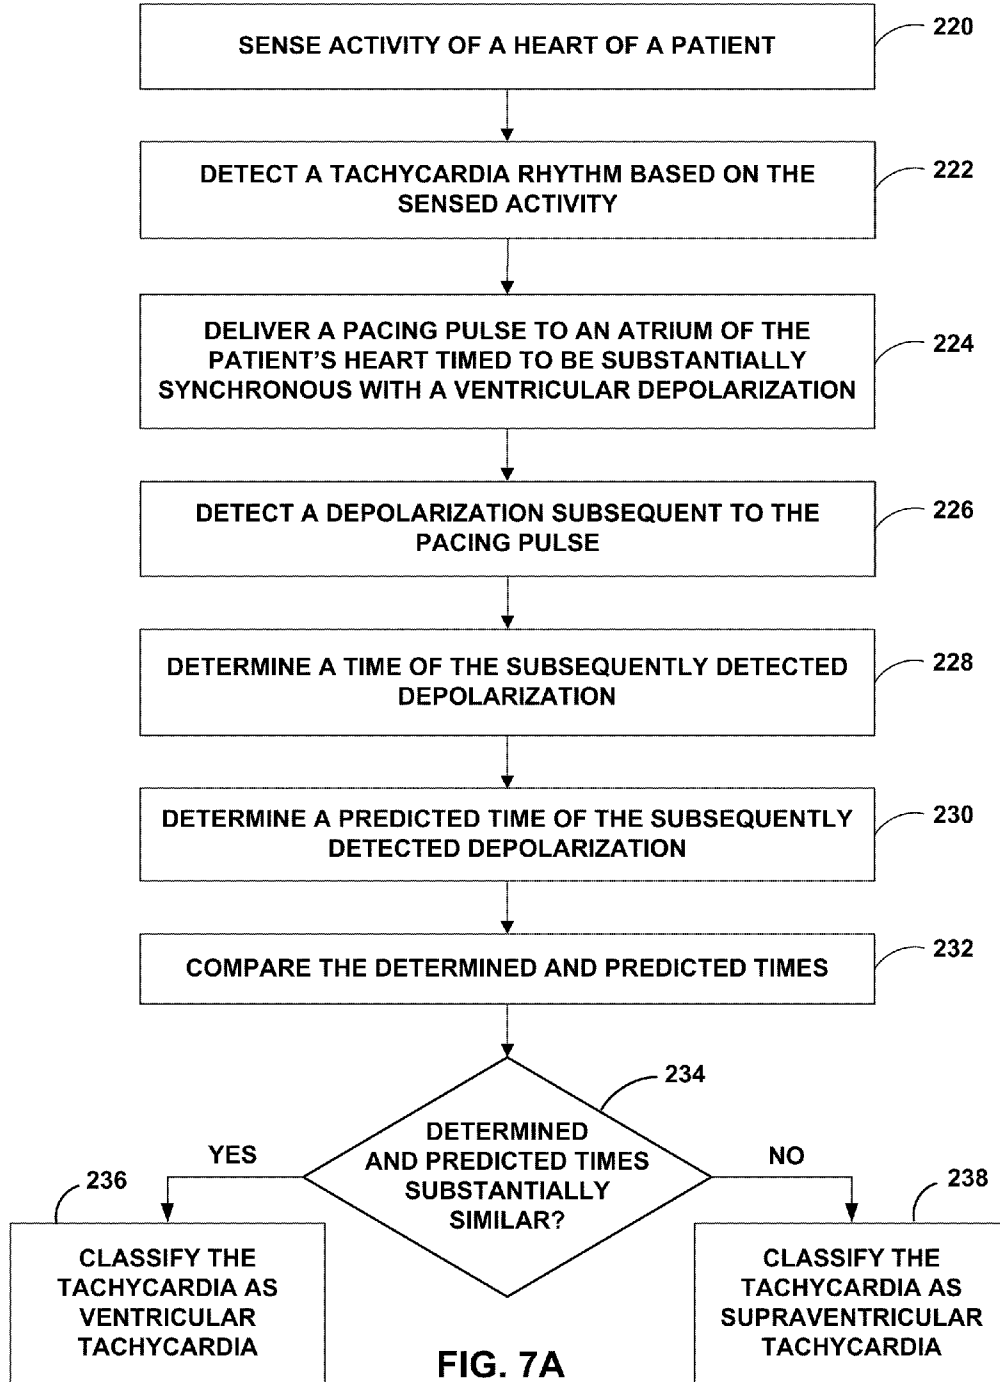 SENSE ACTIVITY OF A HEART OF A PATIENT
220
DETECT A TACHYCARDIA RHYTHM BASED ON THE
SENSED ACTIVITY
222
DELIVER A PACING PULSE TO AN ATRIUM OF THE
PATIENT'S HEART TIMED TO BE SUBSTANTIALLY
SYNCHRONOUS WITH A VENTRICULAR DEPOLARIZATION
224
DETECT A DEPOLARIZATION SUBSEQUENT TO THE
PACING PULSE
226
DETERMINE A TIME OF THE SUBSEQUENTLY DETECTED
DEPOLARIZATION
228
DETERMINE A PREDICTED TIME OF THE SUBSEQUENTLY
DETECTED DEPOLARIZATION
230
COMPARE THE DETERMINED AND PREDICTED TIMES
232
234
DETERMINED
AND PREDICTED TIMES
SUBSTANTIALLY
SIMILAR?
YES
NO
236
CLASSIFY THE
TACHYCARDIA AS
VENTRICULAR
TACHYCARDIA
238
CLASSIFY THE
TACHYCARDIA AS
SUPRAVENTRICULAR
TACHYCARDIA
FIG. 7A